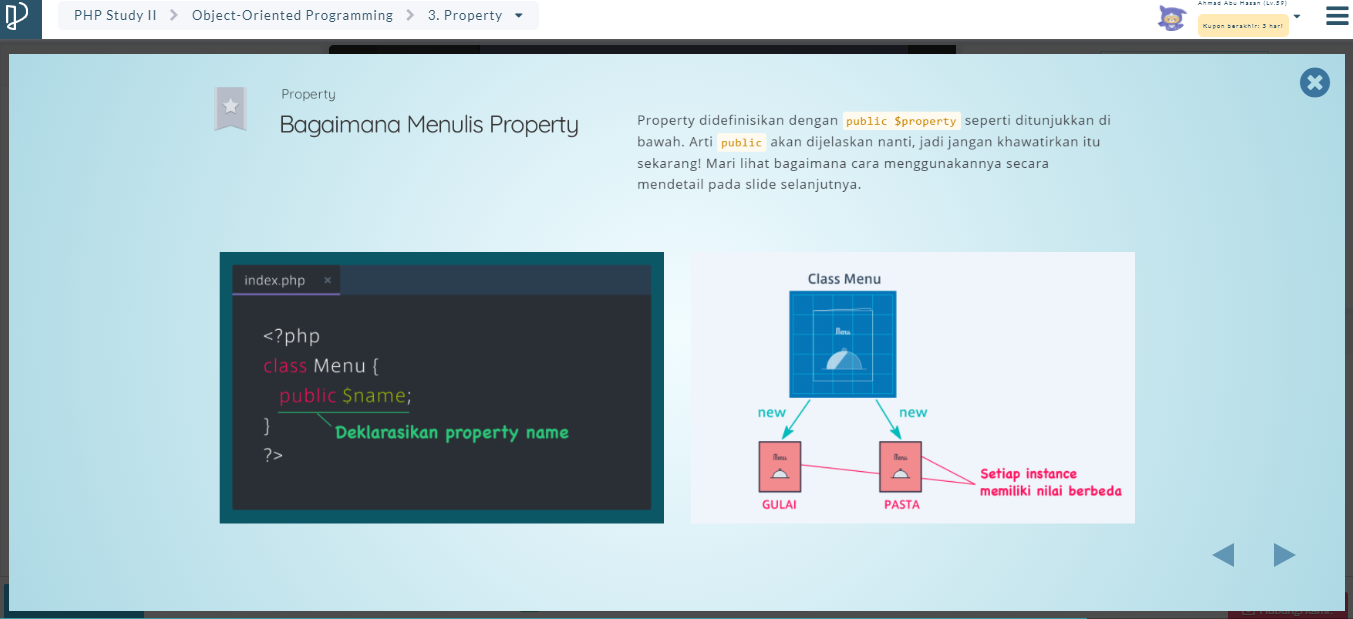 PHP Study II > Object-Oriented Programming > 3. Property
Ahmad Abu Hasan (Lv.59)
Kupon berakhir: 3 hari
Property
Bagaimana Menulis Property
Property didefinisikan dengan public $property seperti ditunjukkan di
bawah. Arti public akan dijelaskan nanti, jadi jangan khawatirkan itu
sekarang! Mari lihat bagaimana cara menggunakannya secara
mendetail pada slide selanjutnya.
index.php ×
<?php
class Menu {
public $name;
}
Deklarasikan property name
?>
Class Menu
Menu
new
new
Menu
Menu
GULAI
PASTA
Setiap instance
memiliki nilai berbeda